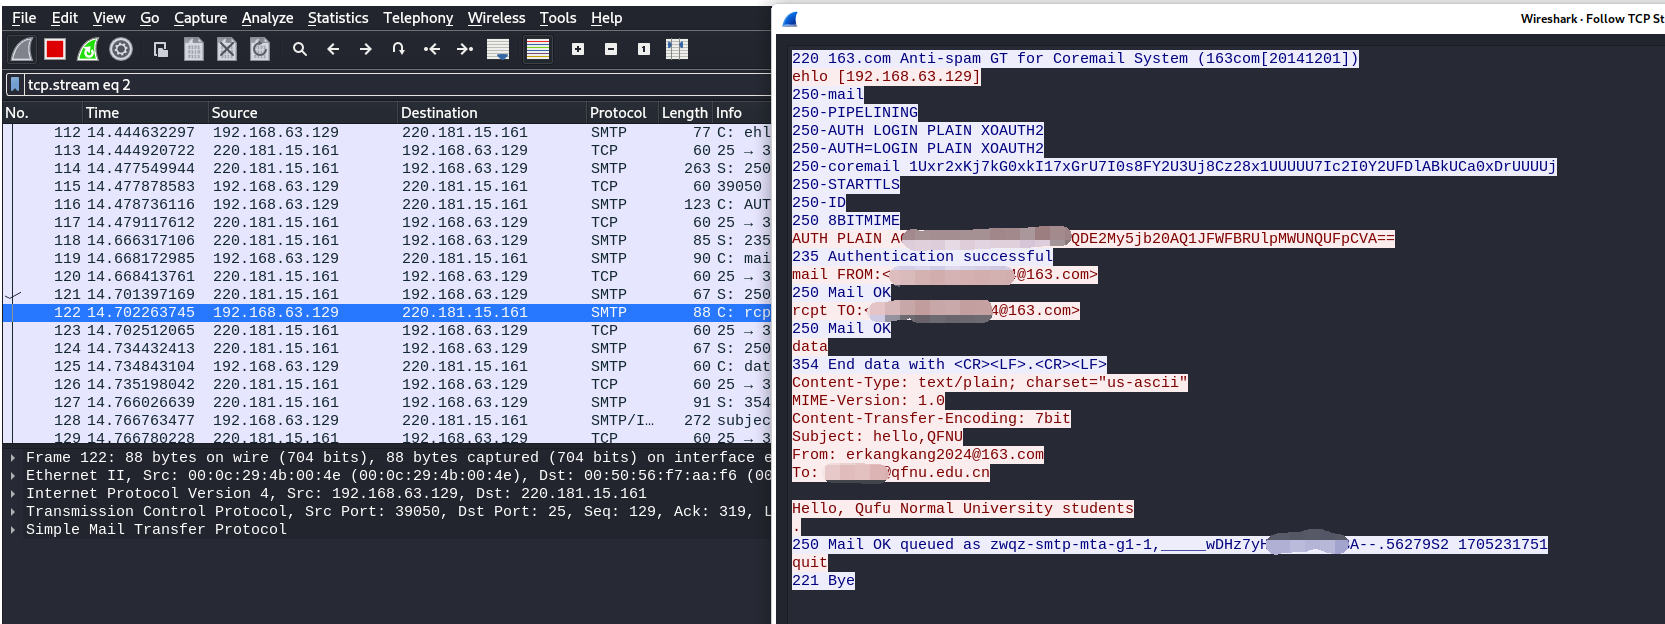 File Edit View Go Capture Analyze Statistics Telephony Wireless Tools Help
tcp.stream eq 2
No. Time Source Destination Protocol Length Info
112 14.444632297 192.168.63.129 220.181.15.161 SMTP 77 C: ehl
113 14.444920722 220.181.15.161 192.168.63.129 TCP 60 25 → 3
114 14.477549944 220.181.15.161 192.168.63.129 SMTP 263 S: 250
115 14.477878583 192.168.63.129 220.181.15.161 TCP 60 39050
116 14.478736116 192.168.63.129 220.181.15.161 SMTP 123 C: AUT
117 14.479117612 220.181.15.161 192.168.63.129 TCP 60 25 → 3
118 14.666317106 220.181.15.161 192.168.63.129 SMTP 85 S: 235
119 14.668172985 192.168.63.129 220.181.15.161 SMTP 90 C: mai
120 14.668413761 220.181.15.161 192.168.63.129 TCP 60 25 → 3
121 14.701397169 220.181.15.161 192.168.63.129 SMTP 67 S: 250
122 14.702263745 192.168.63.129 220.181.15.161 SMTP 88 C: rcp
123 14.702512065 220.181.15.161 192.168.63.129 TCP 60 25 → 3
124 14.734432413 220.181.15.161 192.168.63.129 SMTP 67 S: 250
125 14.734843104 192.168.63.129 220.181.15.161 SMTP 60 C: dat
126 14.735198042 220.181.15.161 192.168.63.129 TCP 60 25 → 3
127 14.766026639 220.181.15.161 192.168.63.129 SMTP 91 S: 354
128 14.766763477 192.168.63.129 220.181.15.161 SMTP/I… 272 subjec
129 14.766780228 220.181.15.161 192.168.63.129 TCP 60 25 → 3
Frame 122: 88 bytes on wire (704 bits), 88 bytes captured (704 bits) on interface e
Ethernet II, Src: 00:0c:29:4b:00:4e (00:0c:29:4b:00:4e), Dst: 00:50:56:f7:aa:f6 (00
Internet Protocol Version 4, Src: 192.168.63.129, Dst: 220.181.15.161
Transmission Control Protocol, Src Port: 39050, Dst Port: 25, Seq: 129, Ack: 319, L
Simple Mail Transfer Protocol
Wireshark · Follow TCP St
220 163.com Anti-spam GT for Coremail System (163com[20141201])
ehlo [192.168.63.129]
250-mail
250-PIPELINING
250-AUTH LOGIN PLAIN XOAUTH2
250-AUTH=LOGIN PLAIN XOAUTH2
250-coremail 1Uxr2xKj7kG0xkI17xGrU7I0s8FY2U3Uj8Cz28x1UUUUU7Ic2I0Y2UFDlABkUCa0xDrUUUUj
250-STARTTLS
250-ID
250 8BITMIME
AUTH PLAIN A QDE2My5jb20AQ1JFWFBRUlpMWUNQUFpCVA==
235 Authentication successful
mail FROM:< @163.com>
250 Mail OK
rcpt TO: 4@163.com>
250 Mail OK
data
354 End data with <CR><LF>.<CR><LF>
Content-Type: text/plain; charset="us-ascii"
MIME-Version: 1.0
Content-Transfer-Encoding: 7bit
Subject: hello,QFNU
From: erkangkang2024@163.com
To: @qfnu.edu.cn
Hello, Qufu Normal University students
.
250 Mail OK queued as zwqz-smtp-mta-g1-1,_____wDHz7yH A--.56279S2 1705231751
quit
221 Bye